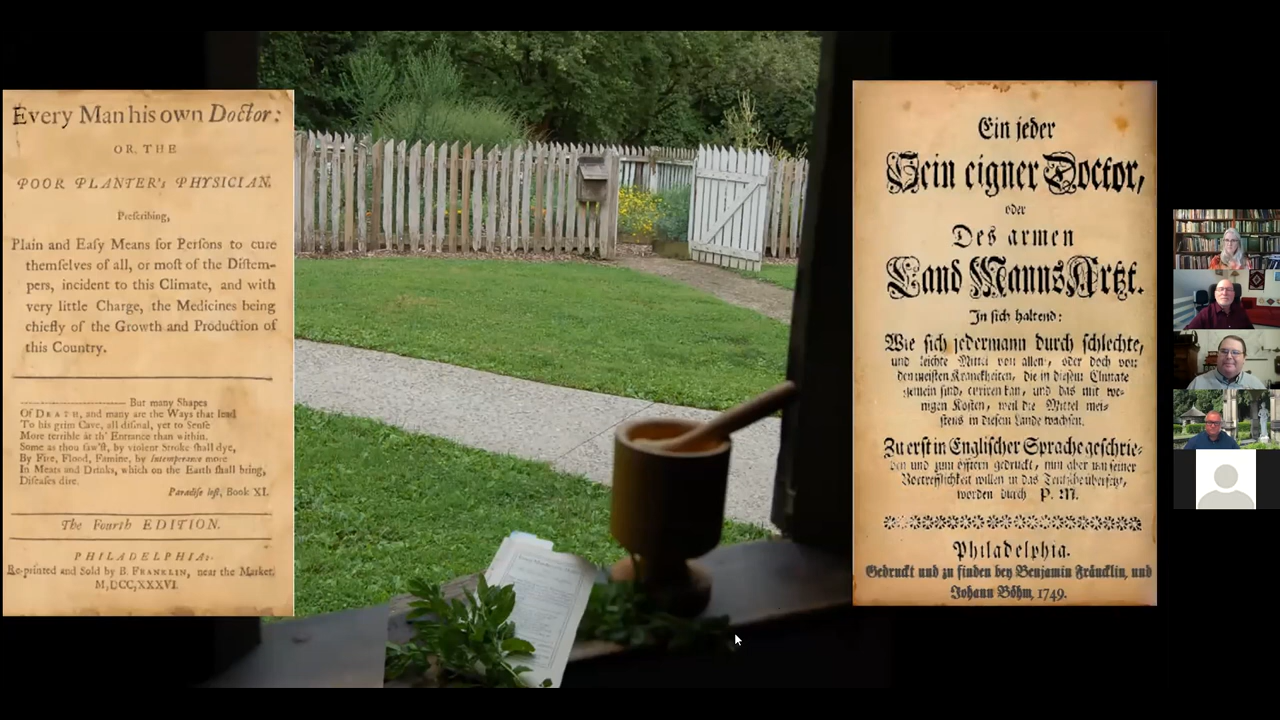 Every Man his own Doctor:
OR, THE
POOR PLANTER's PHYSICIAN.
Preſcribing,
Plain and Eaſy Means for Perſons to cure
themſelves of all, or moſt of the Diſtem-
pers, incident to this Climate, and with
very little Charge, the Medicines being
chiefly of the Growth and Production of
this Country.
But many Shapes
Of DEATH, and many are the Ways that lead
To his grim Cave, all diſmal, yet to Senſe
More terrible at th' Entrance than within.
Some as thou ſaw'ſt, by violent Stroke ſhall dye,
By Fire, Flood, Famine, by Intemperance more
In Meats and Drinks, which on the Earth ſhall bring,
Diſeaſes dire.
Paradiſe loſt, Book XI.
The Fourth EDITION.
PHILADELPHIA:
Re-printed and Sold by B. FRANKLIN, near the Market.
M,DCC,XXXVI.
Ein jeder
Sein eigner Doctor,
oder
Des armen
Land MannsArtzt.
In ſich haltend:
Wie ſich jedermann durch ſchlechte,
und leichte Mittel von allen, oder doch von
den meiſten Kranckheiten, die in dieſem Climate
gemein ſind, curiren kan, und das mit we-
nigen Koſten, weil die Mittel mei-
ſtens in dieſem Lande wachſen.
Zu erſt in Engliſcher Sprache geſchrie-
ben und zum öfftern gedruckt, nun aber um ſeiner
Vortrefflichkeit willen in das Teutſche überſetzt,
worden durch P. M.
Philadelphia.
Gedruckt und zu finden bey Benjamin Fräncklin, und
Johann Böhm, 1749.